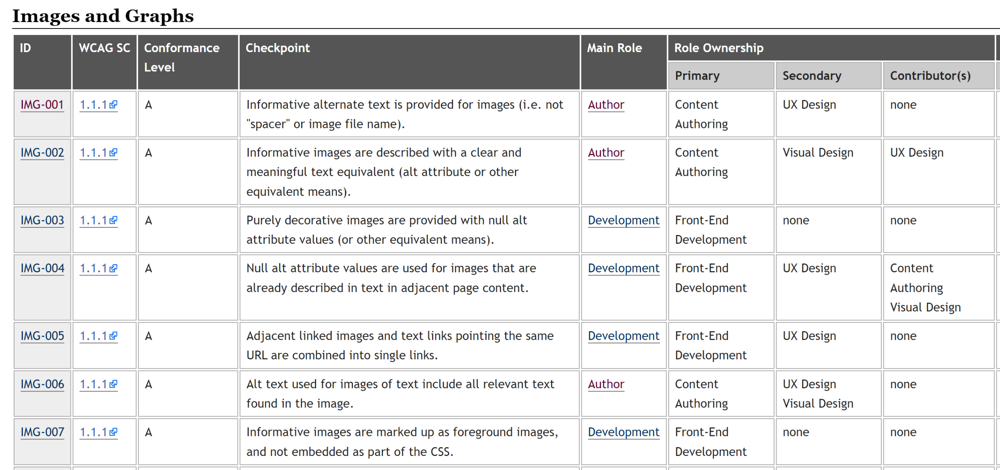 Images and Graphs
ID WCAG SC Conformance Level Checkpoint Main Role Role Ownership
Primary Secondary Contributor(s)
IMG-001 1.1.1 A Informative alternate text is provided for images (i.e. not "spacer" or image file name). Author Content Authoring UX Design none
IMG-002 1.1.1 A Informative images are described with a clear and meaningful text equivalent (alt attribute or other equivalent means). Author Content Authoring Visual Design UX Design
IMG-003 1.1.1 A Purely decorative images are provided with null alt attribute values (or other equivalent means). Development Front-End Development none none
IMG-004 1.1.1 A Null alt attribute values are used for images that are already described in text in adjacent page content. Development Front-End Development UX Design Content Authoring Visual Design
IMG-005 1.1.1 A Adjacent linked images and text links pointing the same URL are combined into single links. Development Front-End Development UX Design none
IMG-006 1.1.1 A Alt text used for images of text include all relevant text found in the image. Author Content Authoring UX Design Visual Design none
IMG-007 1.1.1 A Informative images are marked up as foreground images, and not embedded as part of the CSS. Development Front-End Development none none